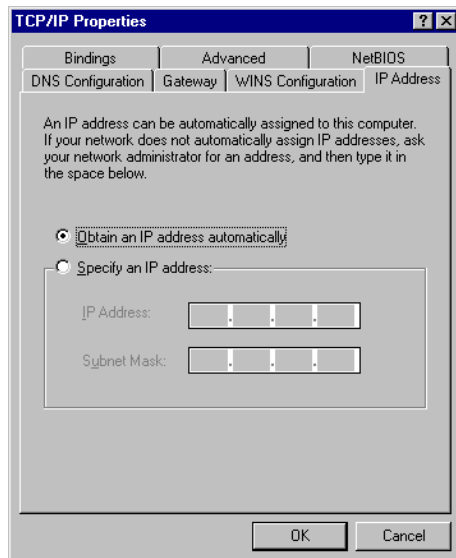 TCP/IP Properties
Bindings Advanced NetBIOS
DNS Configuration Gateway WINS Configuration IP Address
An IP address can be automatically assigned to this computer.
If your network does not automatically assign IP addresses, ask
your network administrator for an address, and then type it in
the space below.
Obtain an IP address automatically
Specify an IP address:
IP Address:
Subnet Mask:
OK Cancel